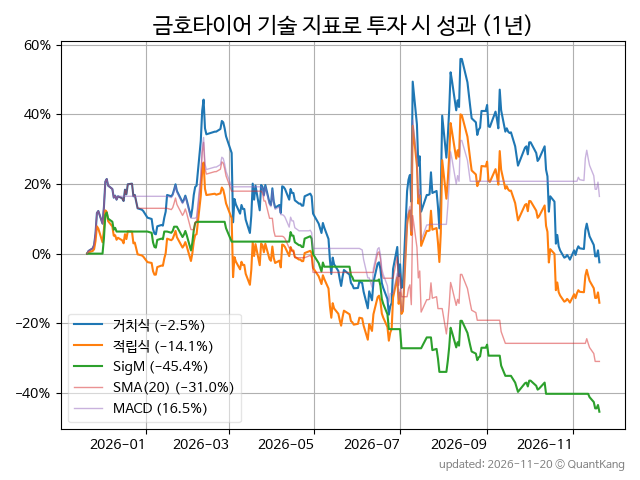 금호타이어 기술 지표로 투자 시 성과 (1년)
60%
40%
20%
0%
−20%
−40%
거치식 (−2.5%)
적립식 (−14.1%)
SigM (−45.4%)
SMA(20) (−31.0%)
MACD (16.5%)
2026−01 2026−03 2026−05 2026−07 2026−09 2026−11
updated: 2026−11−20 © QuantKang